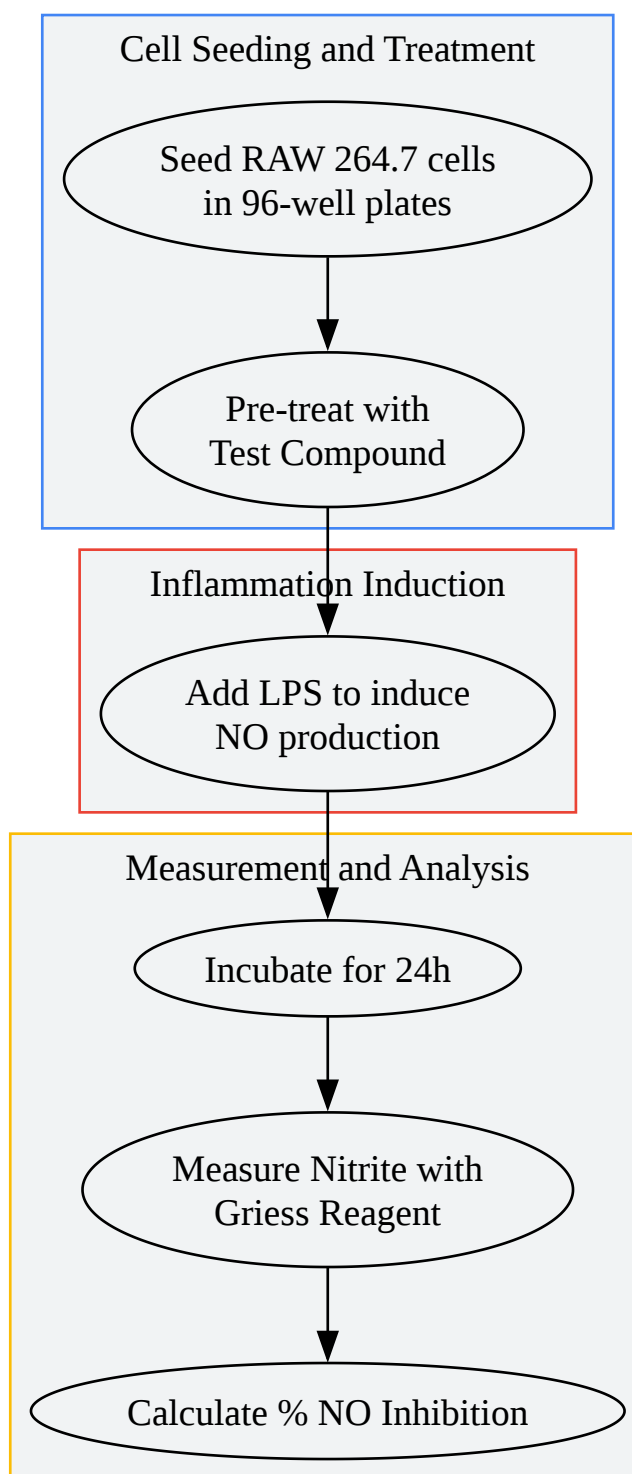 Cell Seeding and Treatment
Seed RAW 264.7 cells
in 96-well plates
Pre-treat with
Test Compound
Inflammation Induction
Add LPS to induce
NO production
Measurement and Analysis
Incubate for 24h
Measure Nitrite with
Griess Reagent
Calculate % NO Inhibition